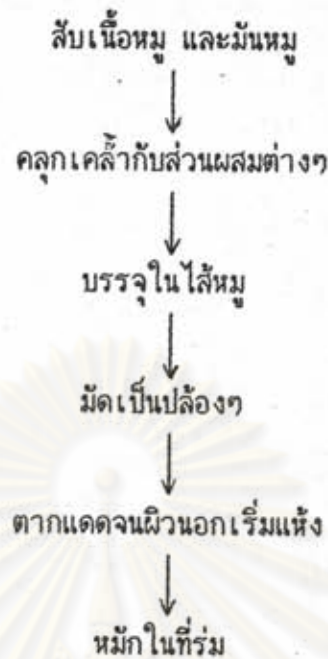 สับเนื้อหมู และมันหมู
คลุกเคล้ากับส่วนผสมต่างๆ
บรรจุในไส้หมู
มัดเป็นปล้องๆ
ตากแดดจนผิวนอกเริ่มแห้ง
หมักในที่ร่ม